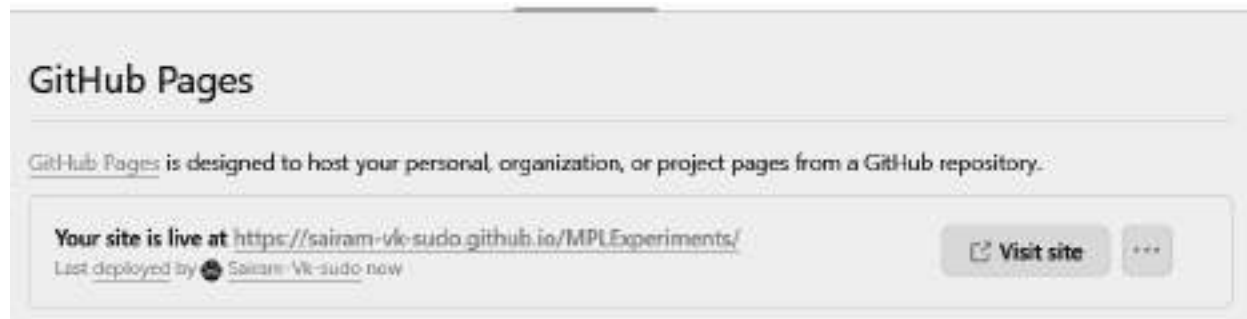 GitHub Pages
GitHub Pages is designed to host your personal, organization, or project pages from a GitHub repository.
Your site is live at https://sairam-vk-sudo.github.io/MPLExperiments/
Visit site
Last deployed by Sairam-Vk-sudo now